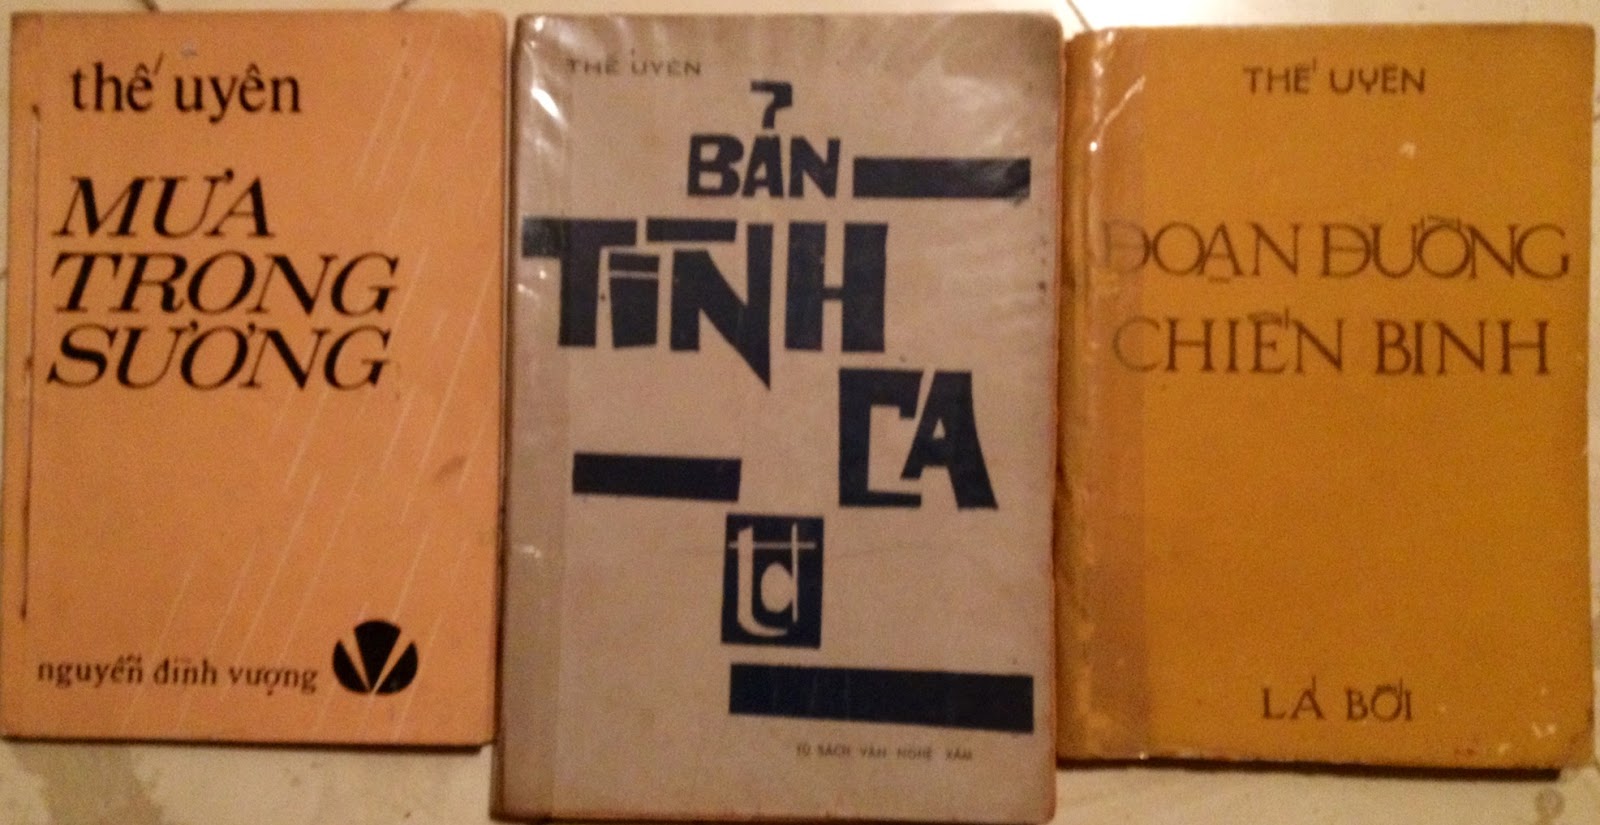 thế uyên
MƯA
TRONG
SƯƠNG
nguyễn đình vượng
THẾ UYÊN
BẢN
TÌNH
CA
td
TỦ SÁCH VĂN NGHỆ XÁM
THẾ UYÊN
ĐOẠN ĐƯỜNG
CHIẾN BINH
LÁ BỐI